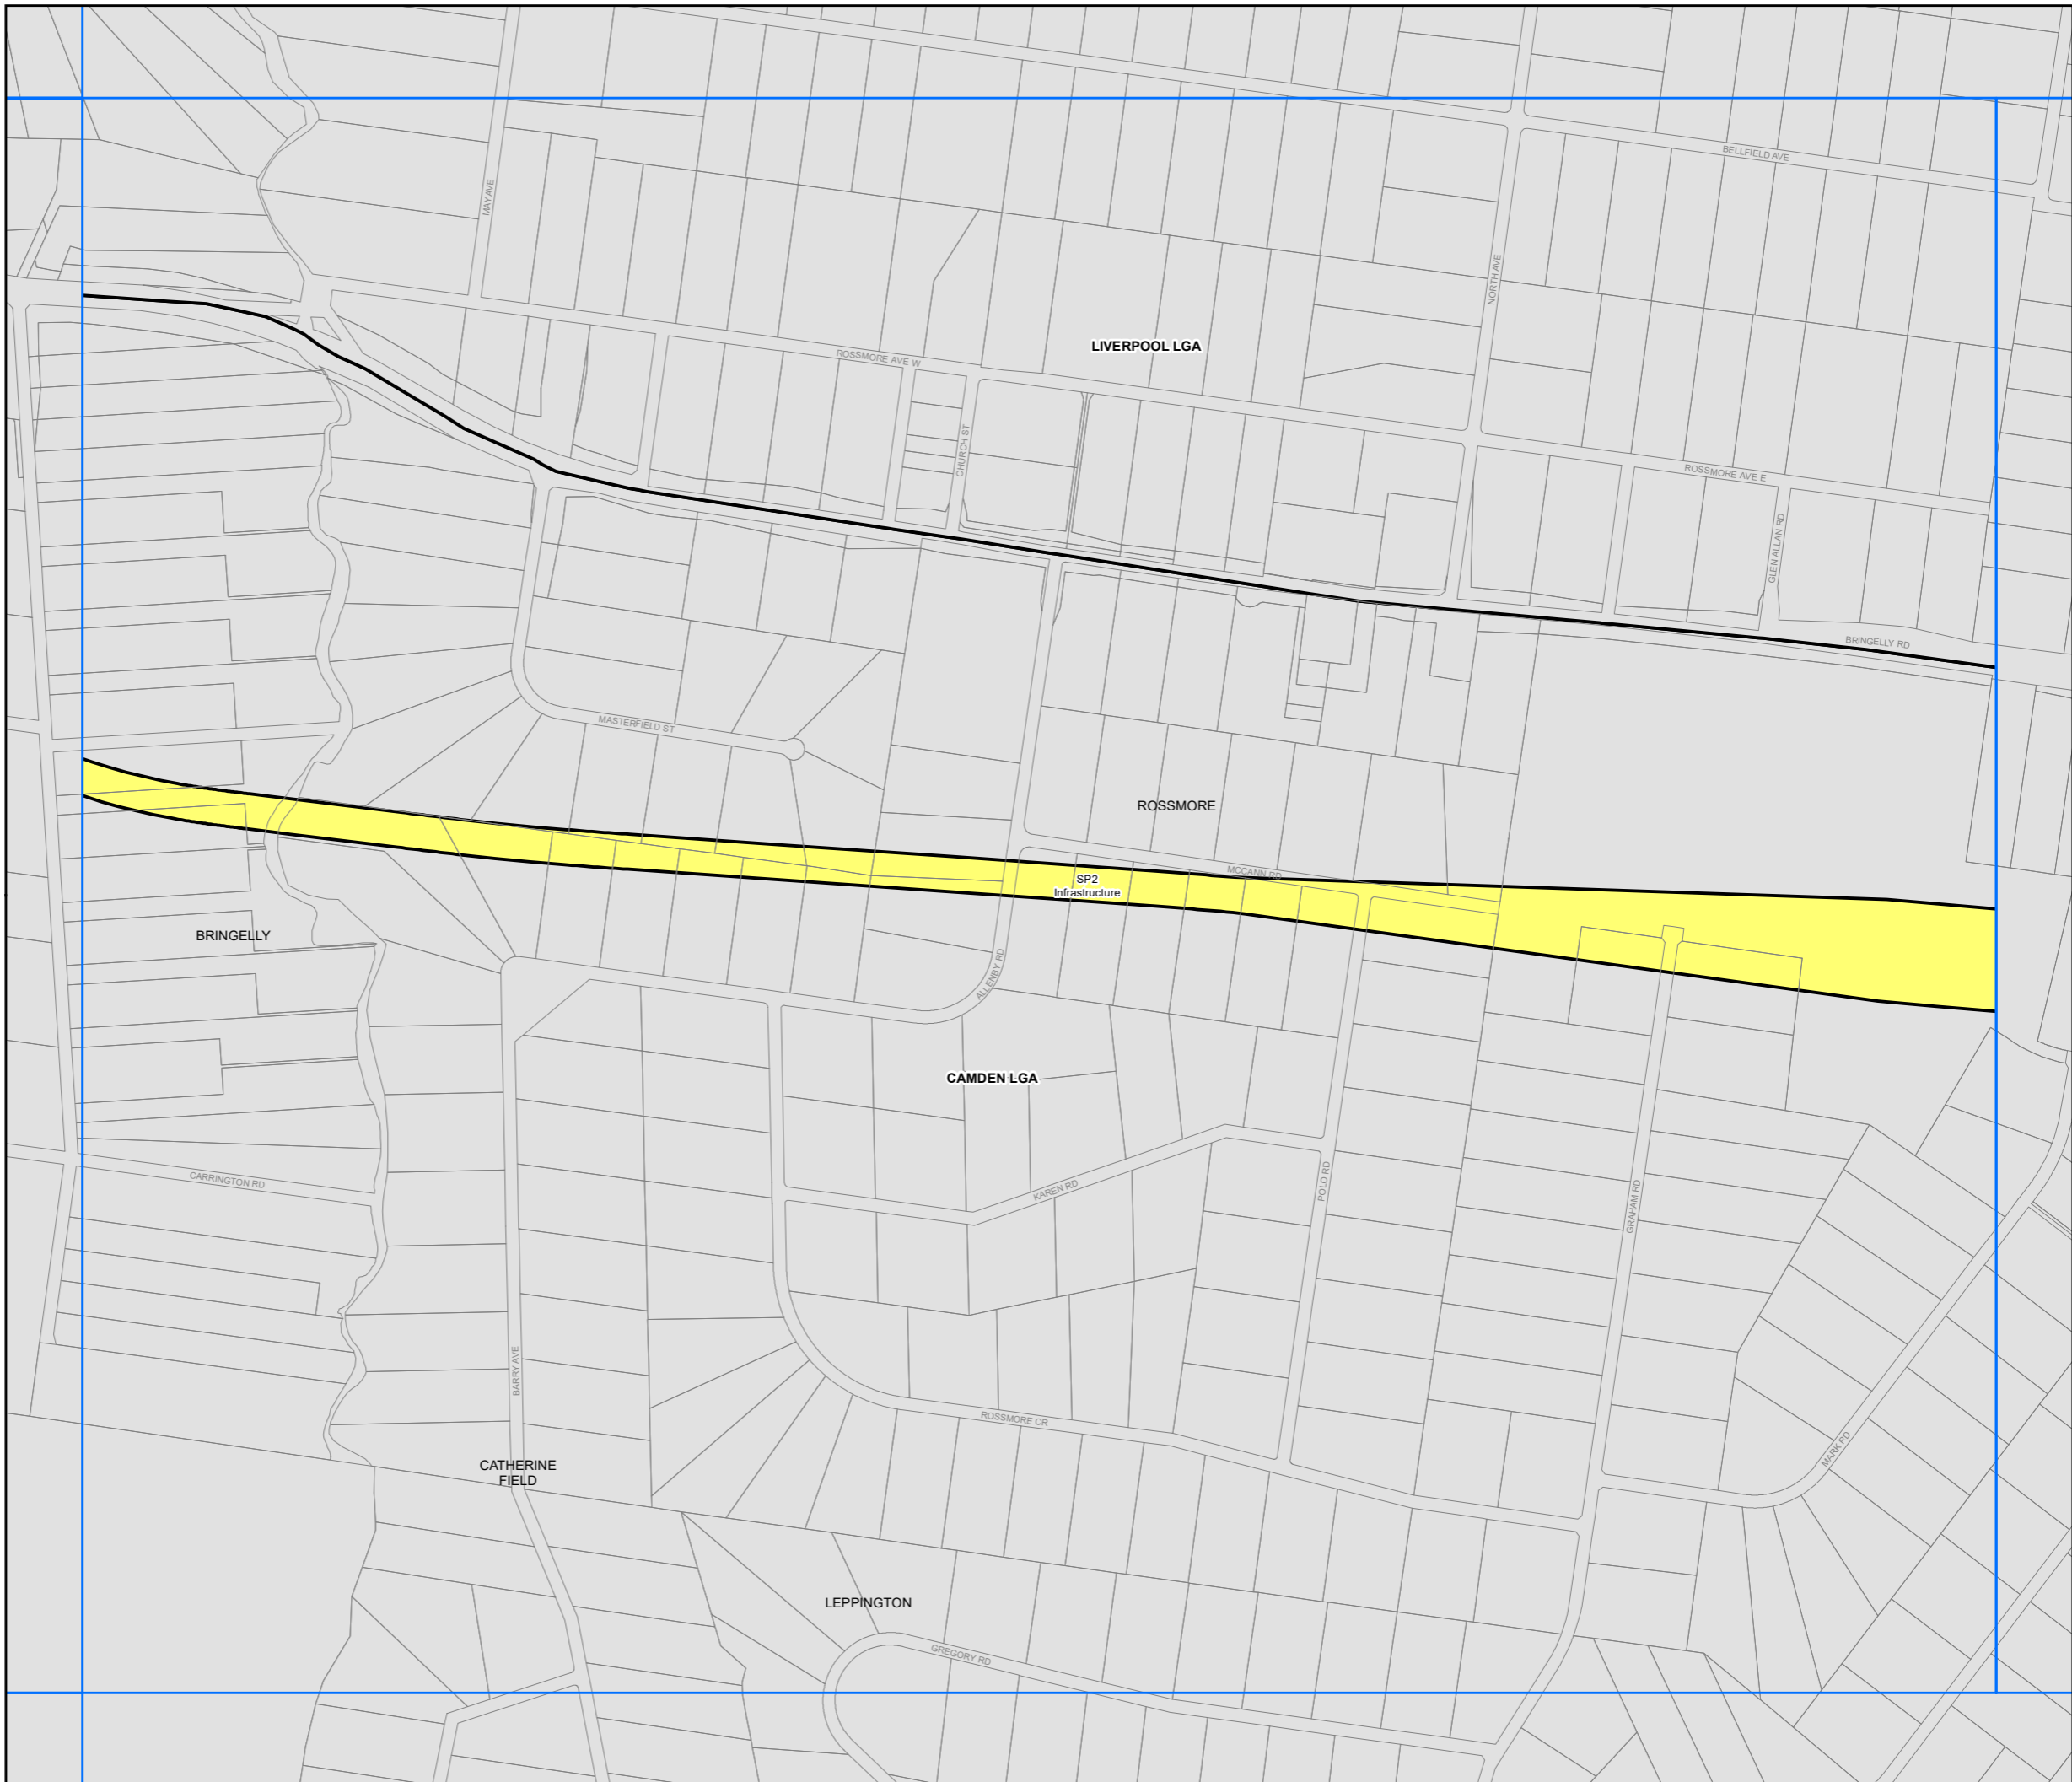 BELLFIELD AVE
MAY AVE
NORTH AVE
LIVERPOOL LGA
ROSSMORE AVE W
CHURCH ST
ROSSMORE AVE E
GLEN ALLAN RD
BRINGELLY RD
MASTERFIELD ST
ROSSMORE
MCCANN RD
SP2
Infrastructure
BRINGELLY
ALLENBY RD
CAMDEN LGA
CARRINGTON RD
KAREN RD
POLO RD
GRAHAM RD
BARRY AVE
ROSSMORE CR
MARK RD
CATHERINE
FIELD
LEPPINGTON
GREGORY RD